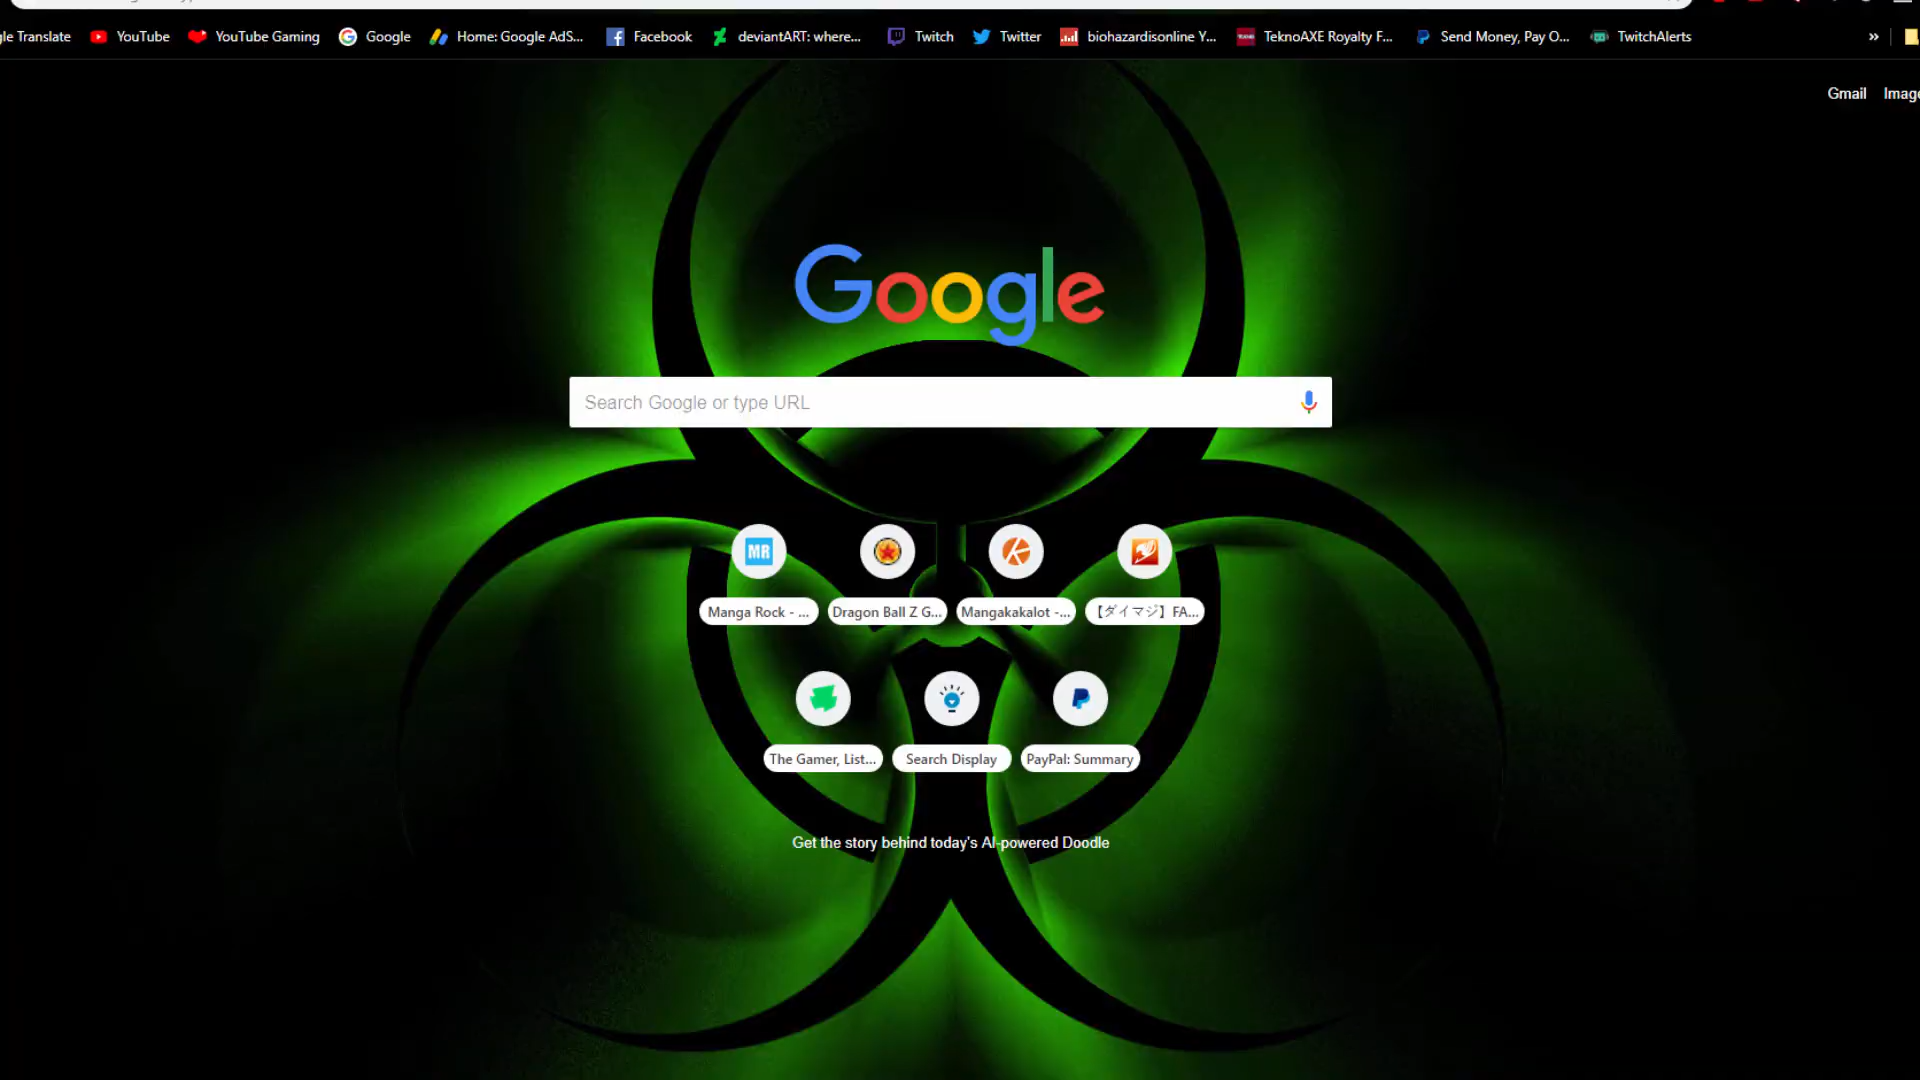 gle Translate YouTube YouTube Gaming Google Home: Google AdS... Facebook deviantART: where... Twitch Twitter biohazardisonline Y... TeknoAXE Royalty F... Send Money, Pay O... TwitchAlerts »
Gmail Image
Google
Search Google or type URL
MR
Manga Rock - ... Dragon Ball Z G... Mangakakalot -... 【ダイマジ】FA...
The Gamer, List... Search Display PayPal: Summary
Get the story behind today's AI-powered Doodle